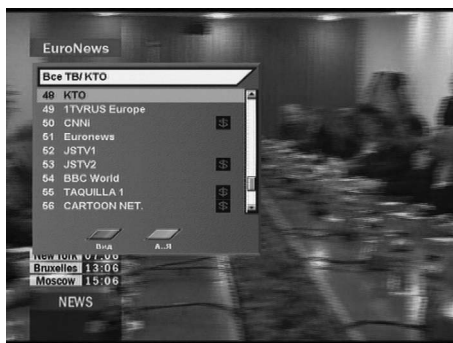 EuroNews
Все ТВ/ КТО
48 КТО
49 1TVRUS Europe
50 CNNi $
51 Euronews
52 JSTV1
53 JSTV2 $
54 BBC World
55 TAQUILLA 1 $
56 CARTOON NET. $
Вид А..Я
New York 07:06
Bruxelles 13:06
Moscow 15:06
NEWS